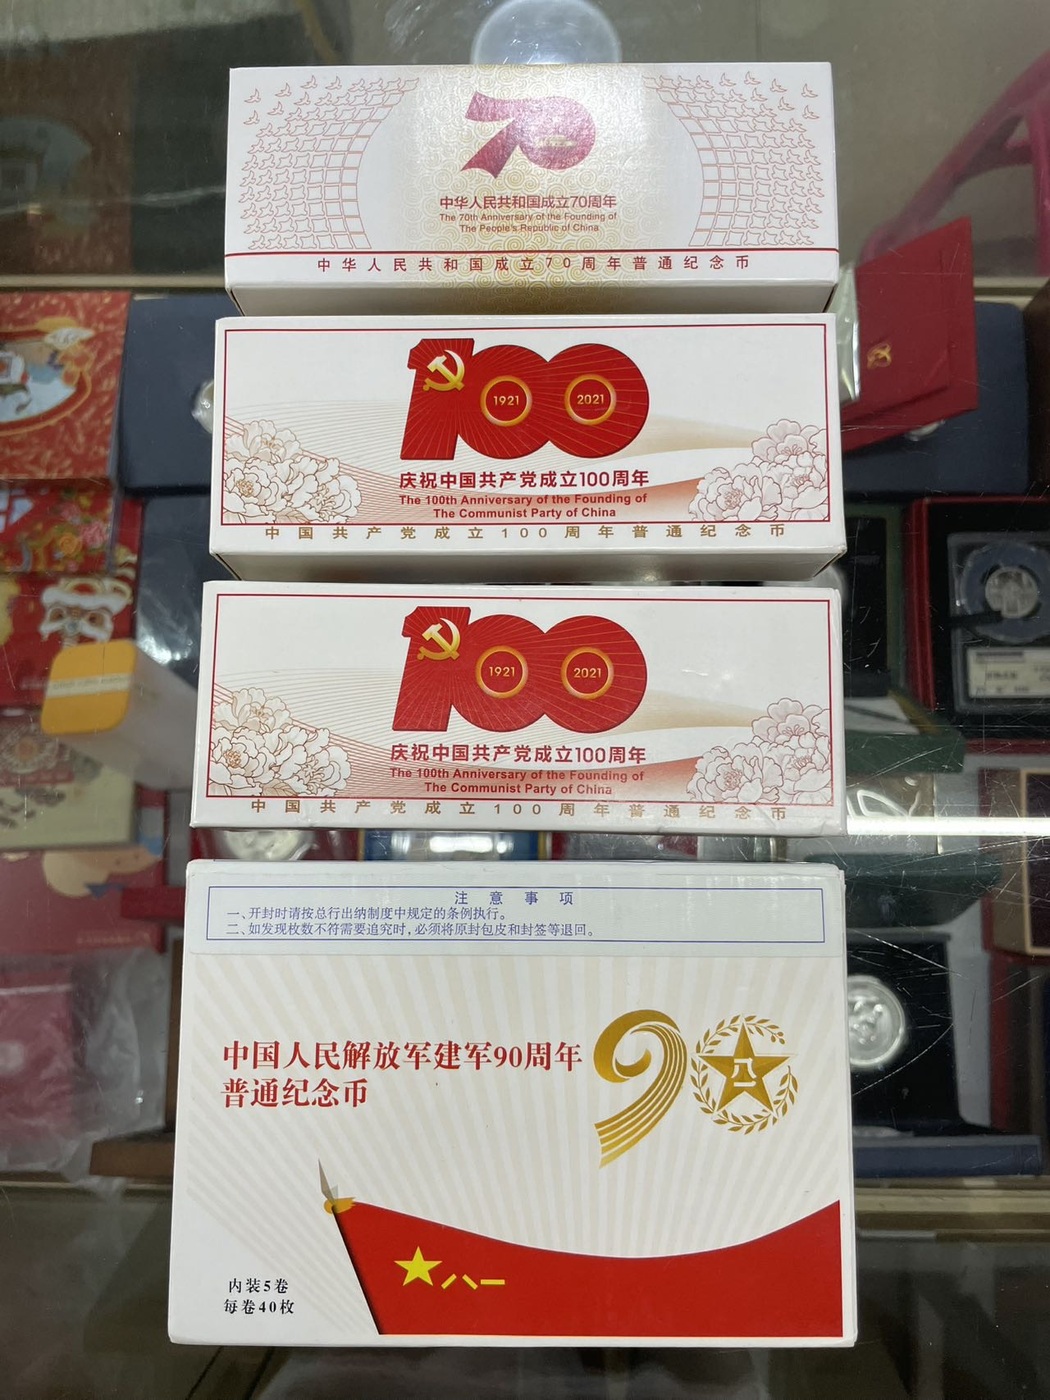 70
中华人民共和国成立70周年
The 70th Anniversary of the Founding of
The People's Republic of China
中华人民共和国成立70周年普通纪念币
100
1921 2021
庆祝中国共产党成立100周年
The 100th Anniversary of the Founding of
The Communist Party of China
中国共产党成立100周年普通纪念币
100
1921 2021
庆祝中国共产党成立100周年
The 100th Anniversary of the Founding of
The Communist Party of China
中国共产党成立100周年普通纪念币
注意事项
一、开封时请按总行出纳制度中规定的条例执行。
二、如发现枚数不符需要追究时,必须将原封包皮和封签等退回。
中国人民解放军建军90周年
普通纪念币
90
八一
八一
内装5卷
每卷40枚